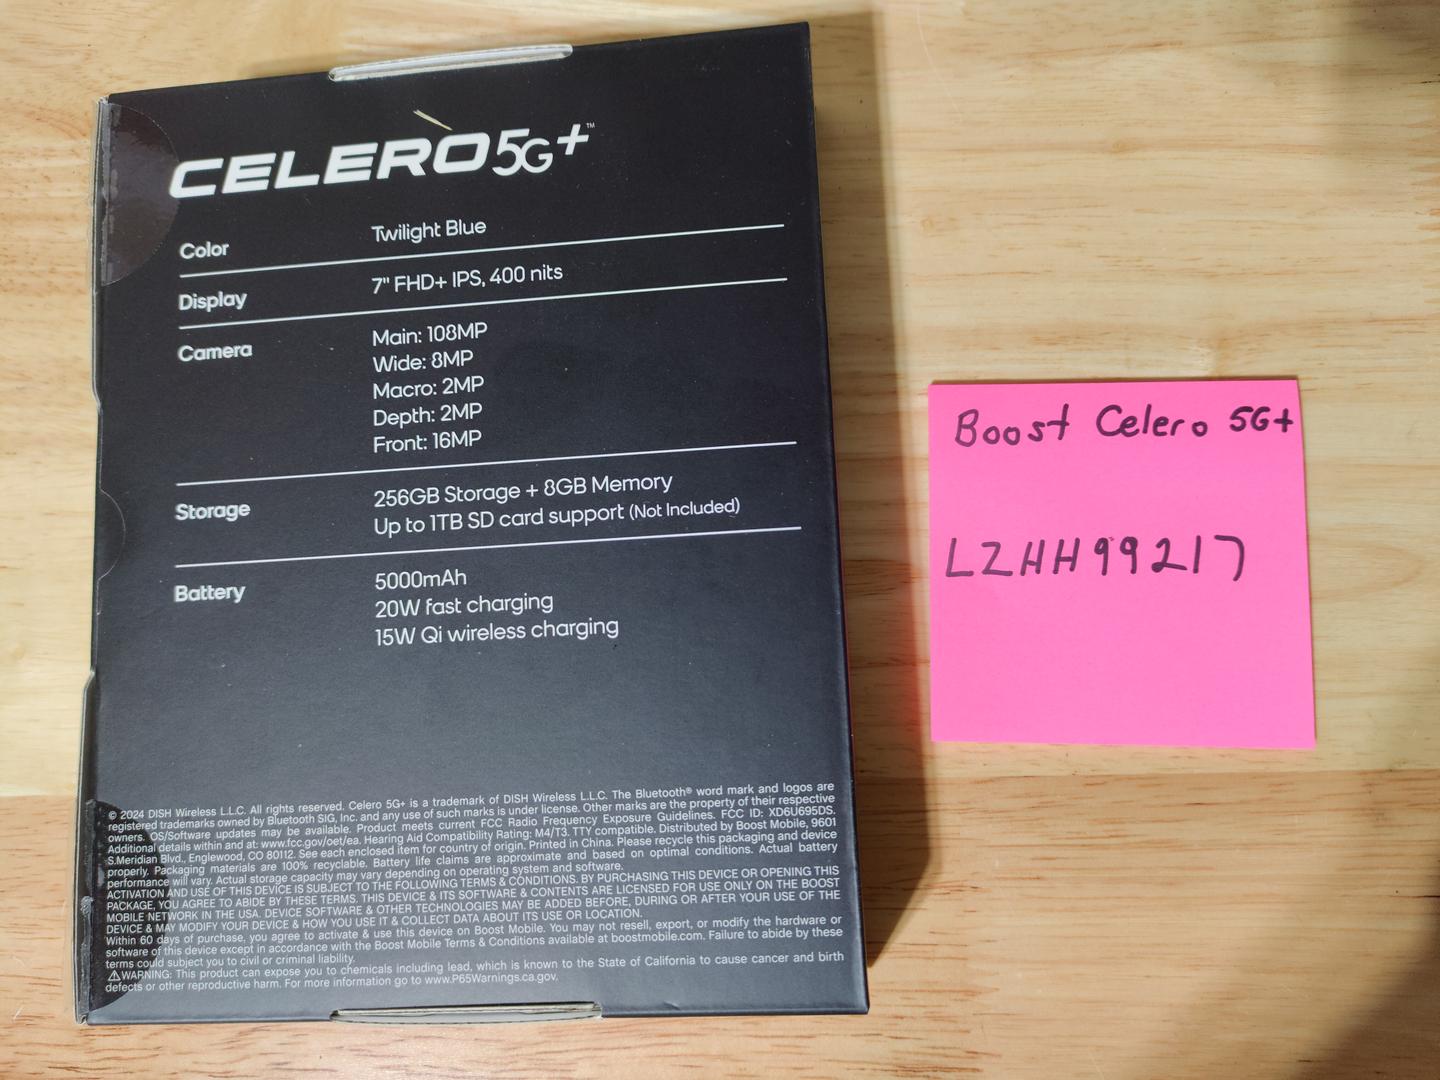 CELERO5G+™
Color Twilight Blue
Display 7" FHD+ IPS, 400 nits
Camera Main: 108MP
Wide: 8MP
Macro: 2MP
Depth: 2MP
Front: 16MP
Storage 256GB Storage + 8GB Memory
Up to 1TB SD card support (Not Included)
Battery 5000mAh
20W fast charging
15W Qi wireless charging
© 2024 DISH Wireless L.L.C. All rights reserved. Celero 5G+ is a trademark of DISH Wireless L.L.C. The Bluetooth® word mark and logos are
registered trademarks owned by Bluetooth SIG, Inc. and any use of such marks is under license. Other marks are the property of their respective
owners. OS/Software updates may be available. Product meets current FCC Radio Frequency Exposure Guidelines. FCC ID: XD6U695DS.
Additional details within and at: www.fcc.gov/oet/ea. Hearing Aid Compatibility Rating: M4/T3. TTY compatible. Distributed by Boost Mobile, 9601
S.Meridian Blvd., Englewood, CO 80112. See each enclosed item for country of origin. Printed in China. Please recycle this packaging and device
properly. Packaging materials are 100% recyclable. Battery life claims are approximate and based on optimal conditions. Actual battery
performance will vary. Actual storage capacity may vary depending on operating system and software.
ACTIVATION AND USE OF THIS DEVICE IS SUBJECT TO THE FOLLOWING TERMS & CONDITIONS. BY PURCHASING THIS DEVICE OR OPENING THIS
PACKAGE, YOU AGREE TO ABIDE BY THESE TERMS. THIS DEVICE & ITS SOFTWARE & CONTENTS ARE LICENSED FOR USE ONLY ON THE BOOST
MOBILE NETWORK IN THE USA. DEVICE SOFTWARE & OTHER TECHNOLOGIES MAY BE ADDED BEFORE, DURING OR AFTER YOUR USE OF THE
DEVICE & MAY MODIFY YOUR DEVICE & HOW YOU USE IT & COLLECT DATA ABOUT ITS USE OR LOCATION.
Within 60 days of purchase, you agree to activate & use this device on Boost Mobile. You may not resell, export, or modify the hardware or
software of this device except in accordance with the Boost Mobile Terms & Conditions available at boostmobile.com. Failure to abide by these
terms could subject you to civil or criminal liability.
⚠WARNING: This product can expose you to chemicals including lead, which is known to the State of California to cause cancer and birth
defects or other reproductive harm. For more information go to www.P65Warnings.ca.gov.
Boost Celero 5G+
LZHH99217